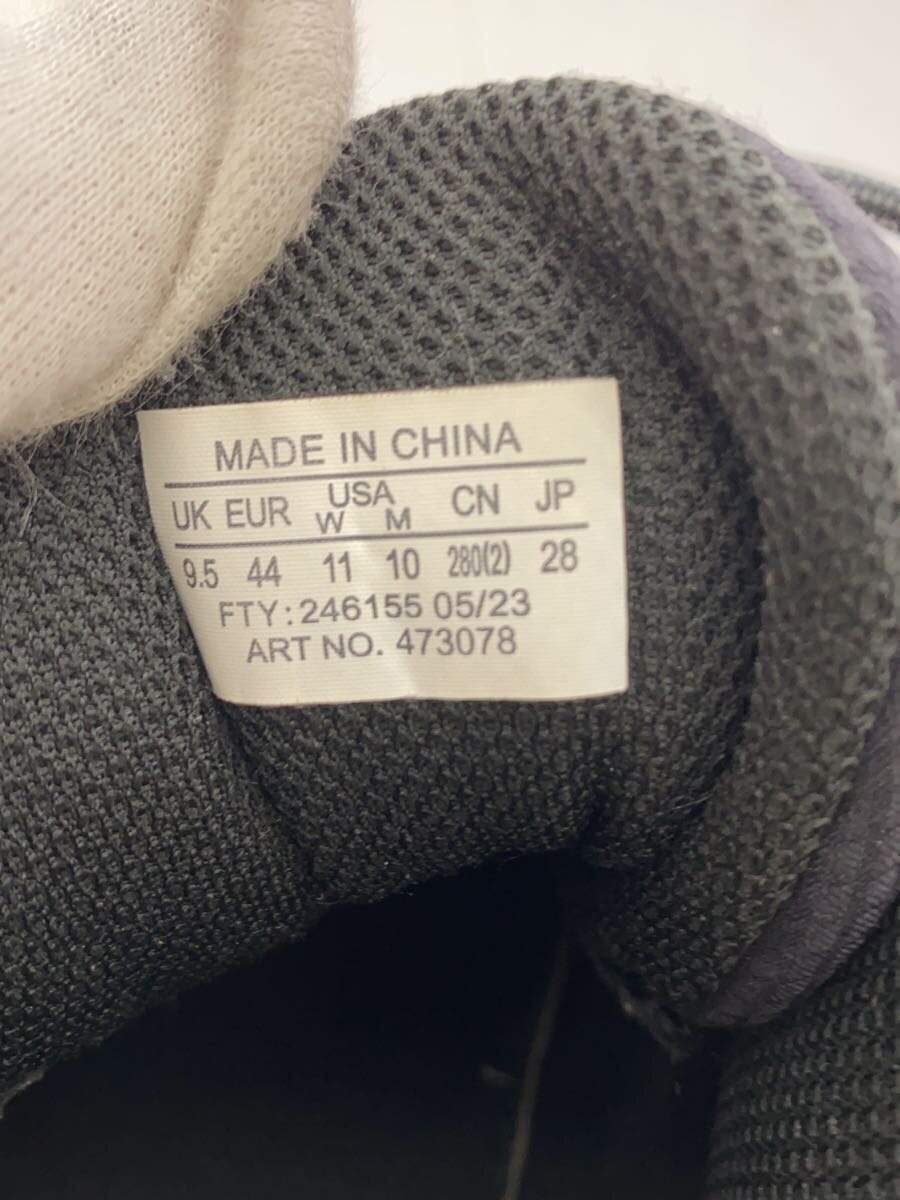 MADE IN CHINA
UK EUR USA CN JP
W M
9.5 44 11 10 280(2) 28
FTY: 246155 05/23
ART NO. 473078